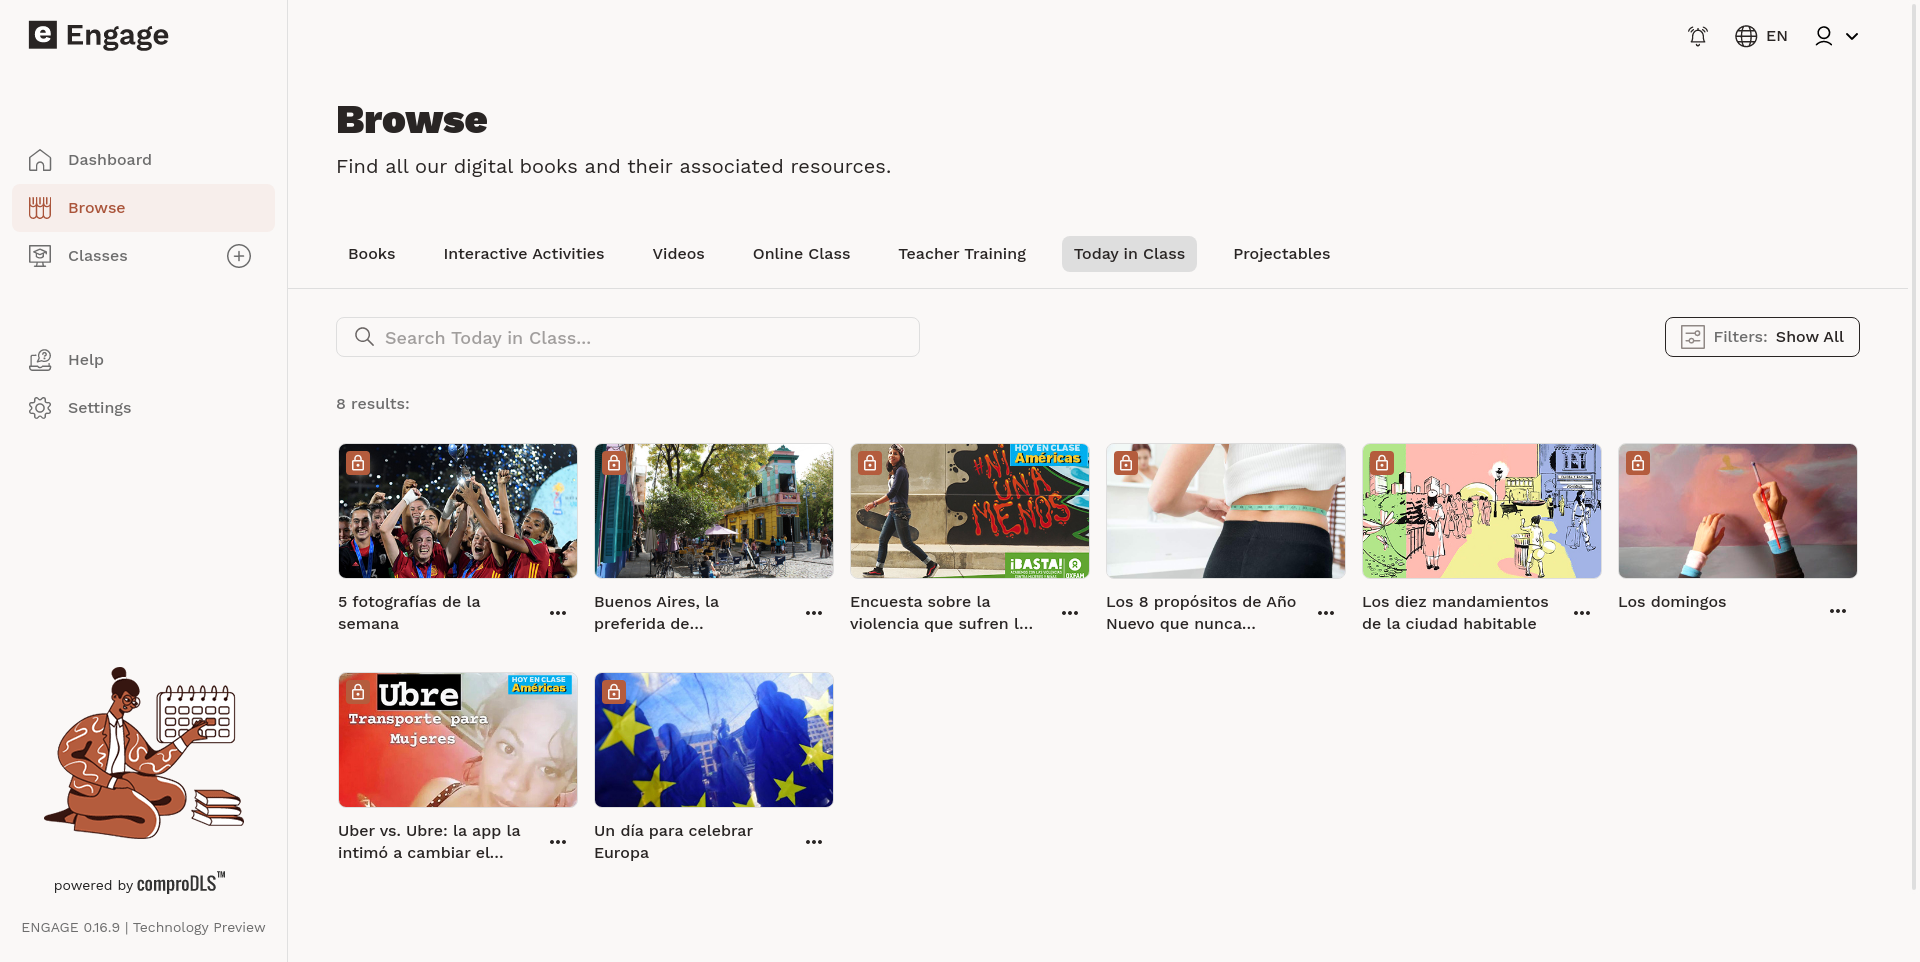 e Engage
EN
Dashboard
Browse
Classes
Help
Settings
powered by comproDLS™
ENGAGE 0.16.9 | Technology Preview
Browse
Find all our digital books and their associated resources.
Books Interactive Activities Videos Online Class Teacher Training Today in Class Projectables
Search Today in Class...
Filters: Show All
8 results:
HOY EN CLASE
Américas
#NI
UNA
MENOS
¡BASTA!
OXFAM
5 fotografías de la
semana
Buenos Aires, la
preferida de...
Encuesta sobre la
violencia que sufren l...
Los 8 propósitos de Año
Nuevo que nunca...
Los diez mandamientos
de la ciudad habitable
Los domingos
Ubre
Transporte para
Mujeres
HOY EN CLASE
Américas
Uber vs. Ubre: la app la
intimó a cambiar el...
Un día para celebrar
Europa